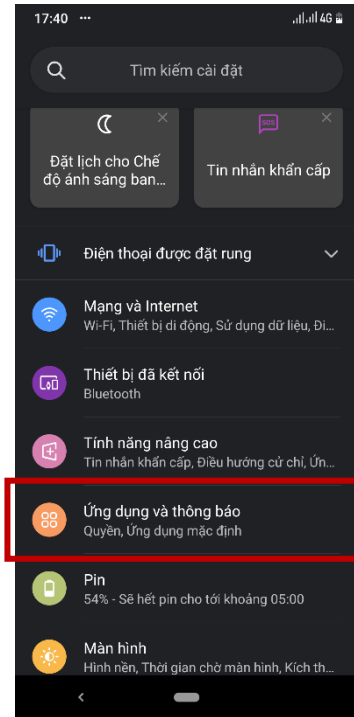 17:40 ··· 4G
Tìm kiếm cài đặt
Đặt lịch cho Chế
độ ánh sáng ban...
SOS
Tin nhắn khẩn cấp
Điện thoại được đặt rung
Mạng và Internet
Wi-Fi, Thiết bị di động, Sử dụng dữ liệu, Đi...
Thiết bị đã kết nối
Bluetooth
Tính năng nâng cao
Tin nhắn khẩn cấp, Điều hướng cử chỉ, Ứn...
Ứng dụng và thông báo
Quyền, Ứng dụng mặc định
Pin
54% - Sẽ hết pin cho tới khoảng 05:00
Màn hình
Hình nền, Thời gian chờ màn hình, Kích th...